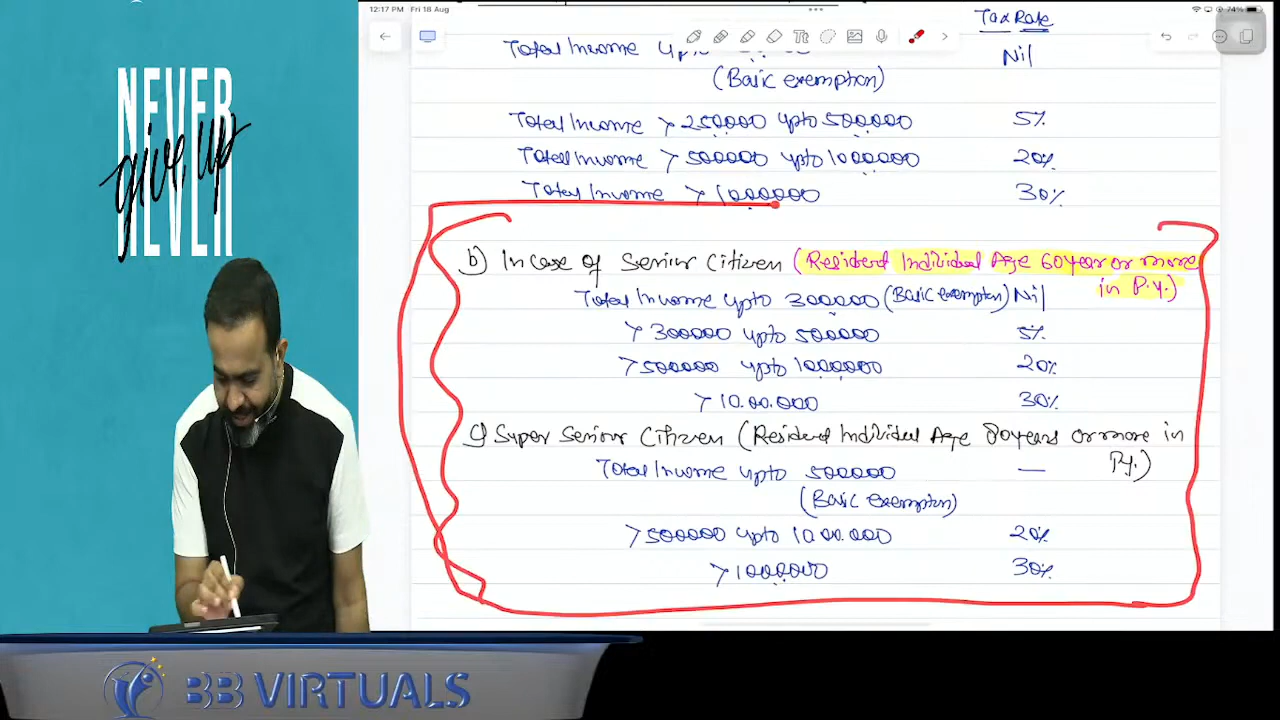 12:17 PM Fri 18 Aug
74%
Tax Rate
Total Income upto
Nil
(Basic exemption)
Total Income > 250000 upto 500000 5%
Total Income > 500000 upto 1000000 20%
Total Income > 1000000 30%
b) In case of Senior Citizen (Resident Individual Age 60 year or more
in P.Y.)
Total Income upto 300000 (Basic exemption) Nil
> 300000 upto 500000 5%
> 500000 upto 1000000 20%
> 10.00.000 30%
c) Super Senior Citizen (Resident Individual Age 80 years or more in
P.Y.)
Total Income upto 500000 —
(Basic exemption)
> 500000 upto 10.00.000 20%
> 1000000 30%
NEVER
give up
NEVER
BB VIRTUALS